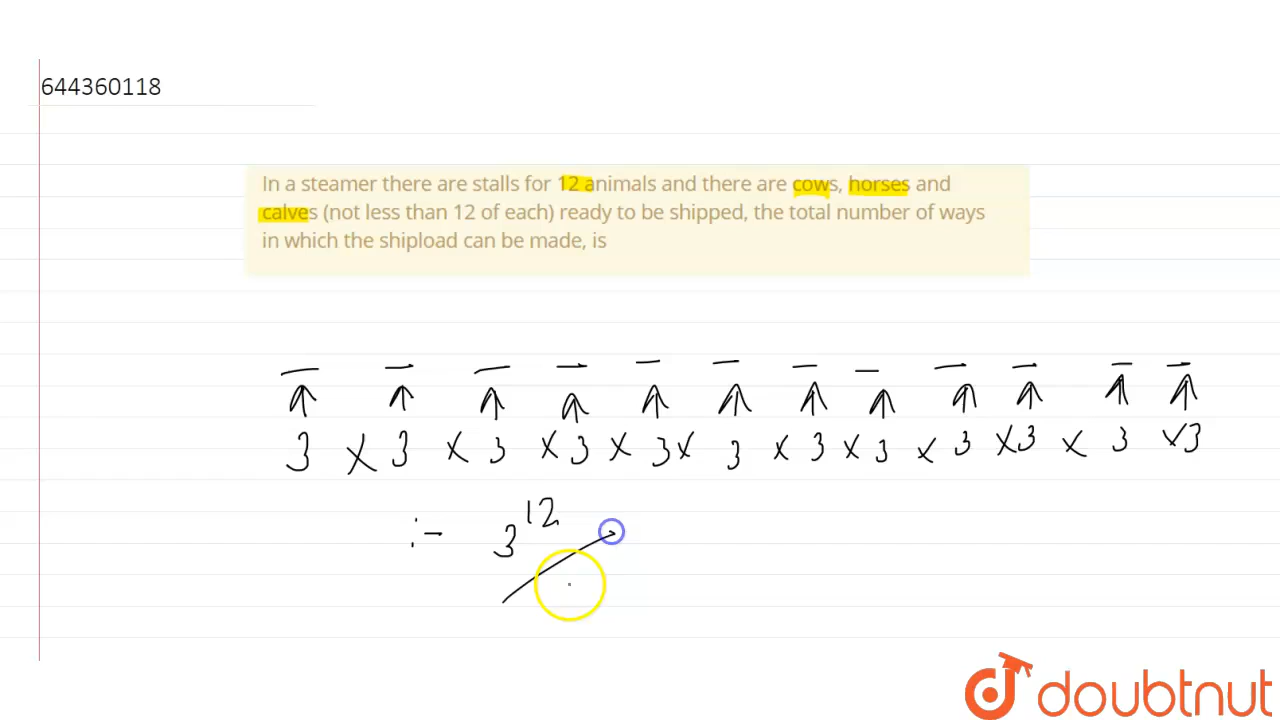 644360118
In a steamer there are stalls for 12 animals and there are cows, horses and
calves (not less than 12 of each) ready to be shipped, the total number of ways
in which the shipload can be made, is
3 × 3 × 3 × 3 × 3 × 3 × 3 × 3 × 3 × 3 × 3 × 3
:- 3^12
doubtnut